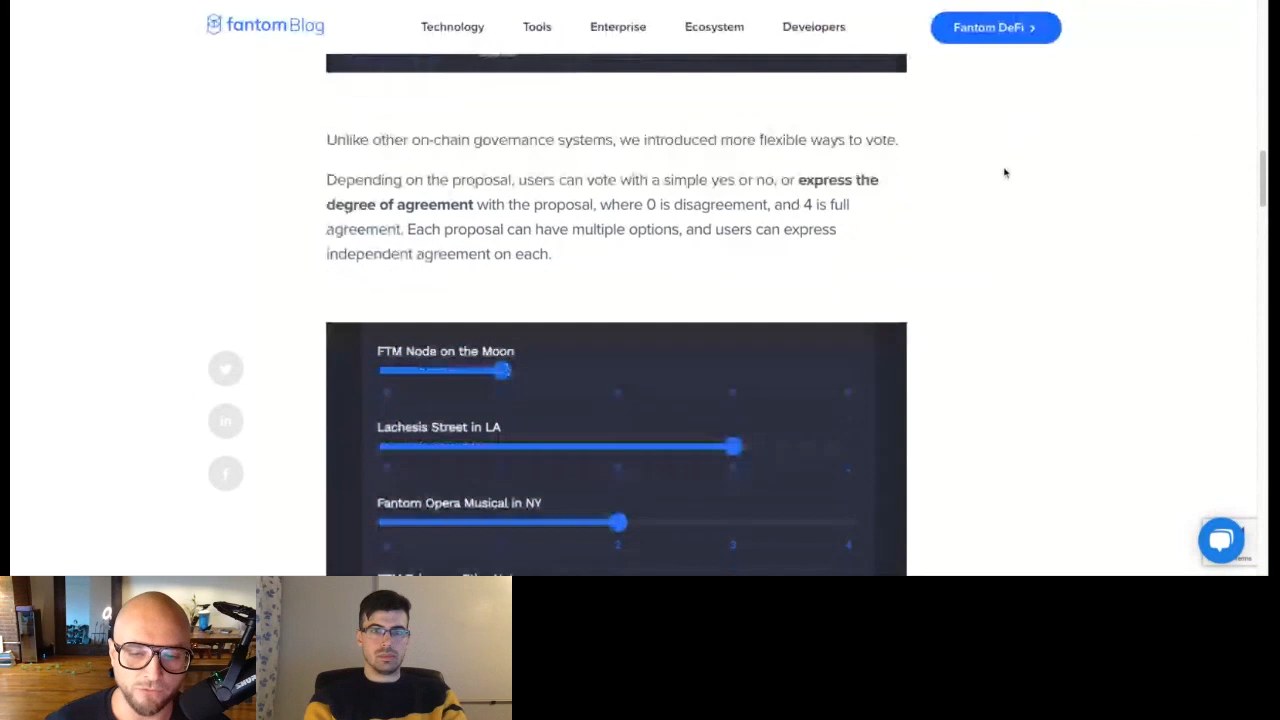 fantom Blog
Technology Tools Enterprise Ecosystem Developers Fantom DeFi >
Unlike other on-chain governance systems, we introduced more flexible ways to vote.
Depending on the proposal, users can vote with a simple yes or no, or express the
degree of agreement with the proposal, where 0 is disagreement, and 4 is full
agreement. Each proposal can have multiple options, and users can express
independent agreement on each.
FTM Node on the Moon
Lachesis Street in LA
Fantom Opera Musical in NY
2 3 4